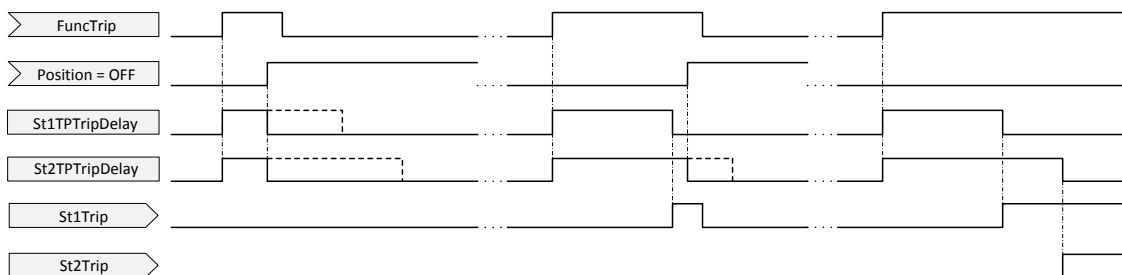 FuncTrip
Position = OFF
St1TPTripDelay
St2TPTripDelay
St1Trip
St2Trip